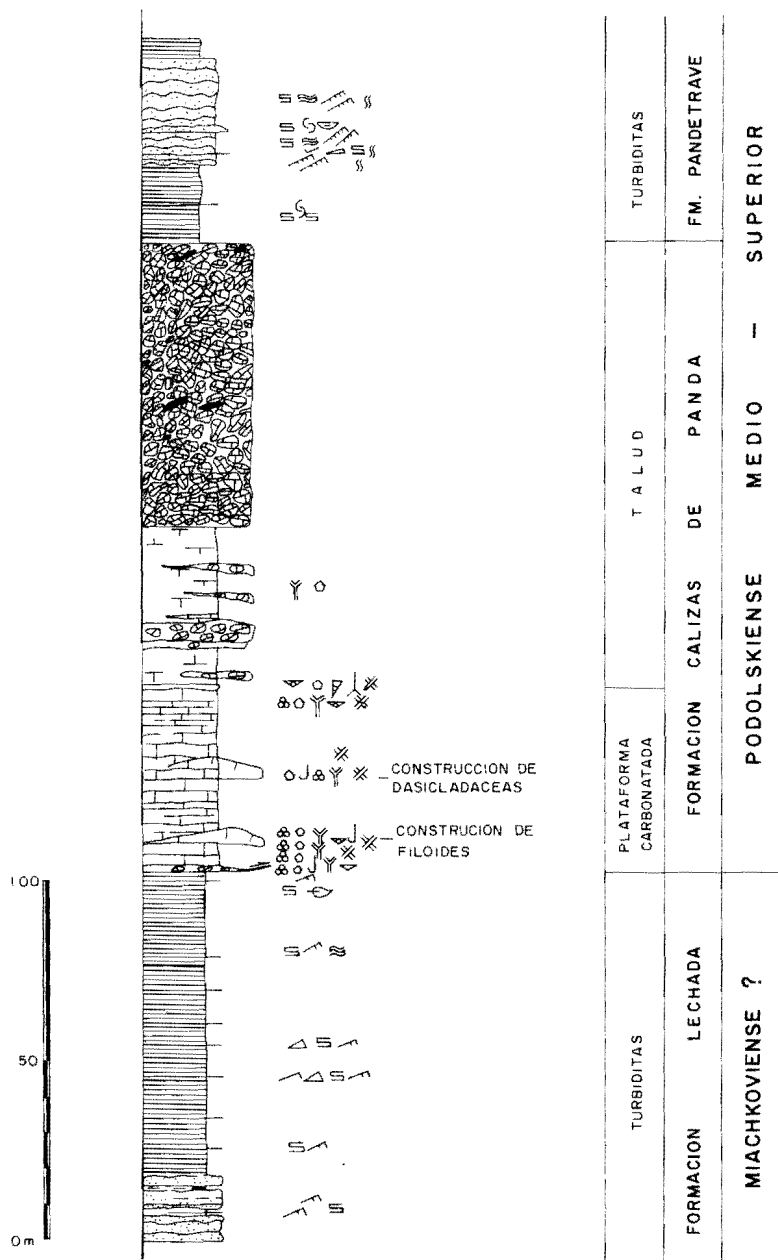 TURBIDITAS
FM. PANDETRAVE
TALUD
PLATAFORMA
CARBONATADA
FORMACION CALIZAS DE PANDA
PODOLSKIENSE MEDIO — SUPERIOR
CONSTRUCCION DE
DASICLADACEAS
CONSTRUCIÓN DE
FILOIDES
100
50
0 m
TURBIDITAS
FORMACION LECHADA
MIACHKOVIENSE ?